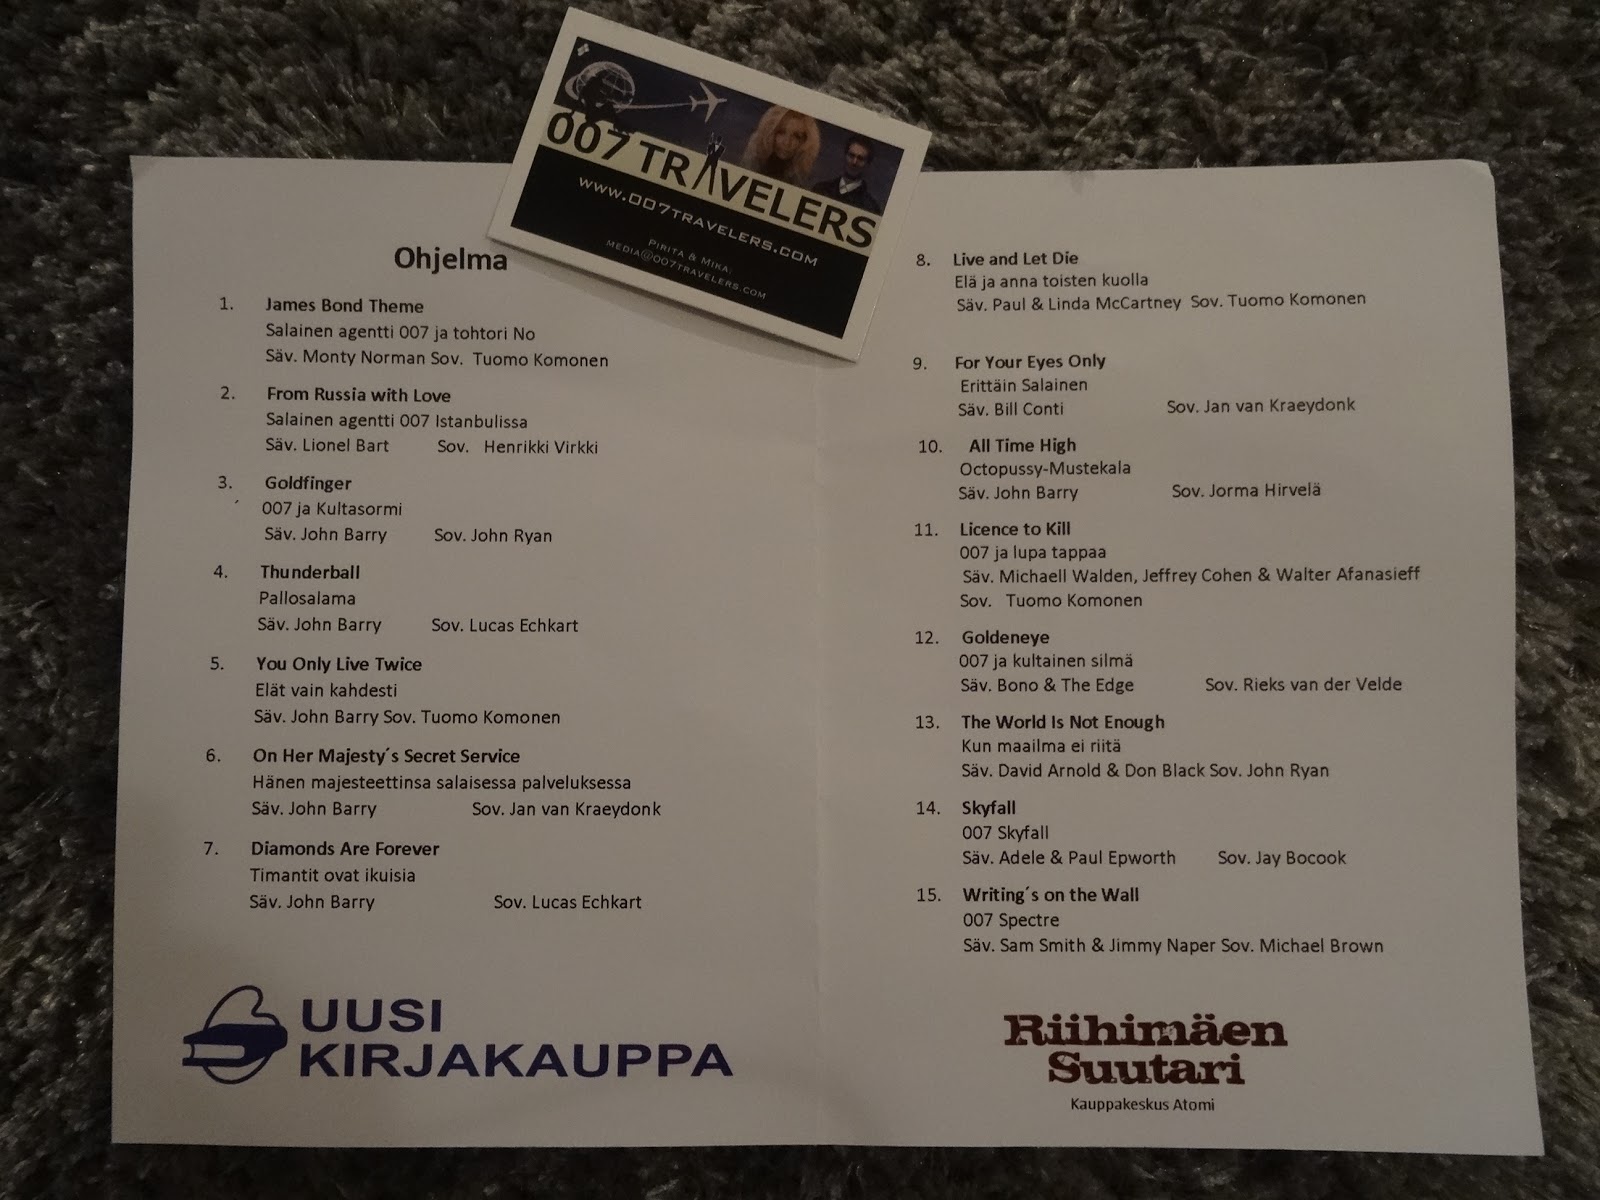 007 TRAVELERS
WWW.007TRAVELERS.COM
PIRITA & MIKA:
MEDIA@007TRAVELERS.COM
Ohjelma
1. James Bond Theme
Salainen agentti 007 ja tohtori No
Säv. Monty Norman Sov. Tuomo Komonen
2. From Russia with Love
Salainen agentti 007 Istanbulissa
Säv. Lionel Bart Sov. Henrikki Virkki
3. Goldfinger
´ 007 ja Kultasormi
Säv. John Barry Sov. John Ryan
4. Thunderball
Pallosalama
Säv. John Barry Sov. Lucas Echkart
5. You Only Live Twice
Elät vain kahdesti
Säv. John Barry Sov. Tuomo Komonen
6. On Her Majesty´s Secret Service
Hänen majesteettinsa salaisessa palveluksessa
Säv. John Barry Sov. Jan van Kraeydonk
7. Diamonds Are Forever
Timantit ovat ikuisia
Säv. John Barry Sov. Lucas Echkart
UUSI
KIRJAKAUPPA
8. Live and Let Die
Elä ja anna toisten kuolla
Säv. Paul & Linda McCartney Sov. Tuomo Komonen
9. For Your Eyes Only
Erittäin Salainen
Säv. Bill Conti Sov. Jan van Kraeydonk
10. All Time High
Octopussy-Mustekala
Säv. John Barry Sov. Jorma Hirvelä
11. Licence to Kill
007 ja lupa tappaa
Säv. Michaell Walden, Jeffrey Cohen & Walter Afanasieff
Sov. Tuomo Komonen
12. Goldeneye
007 ja kultainen silmä
Säv. Bono & The Edge Sov. Rieks van der Velde
13. The World Is Not Enough
Kun maailma ei riitä
Säv. David Arnold & Don Black Sov. John Ryan
14. Skyfall
007 Skyfall
Säv. Adele & Paul Epworth Sov. Jay Bocook
15. Writing´s on the Wall
007 Spectre
Säv. Sam Smith & Jimmy Naper Sov. Michael Brown
Riihimäen
Suutari
Kauppakeskus Atomi